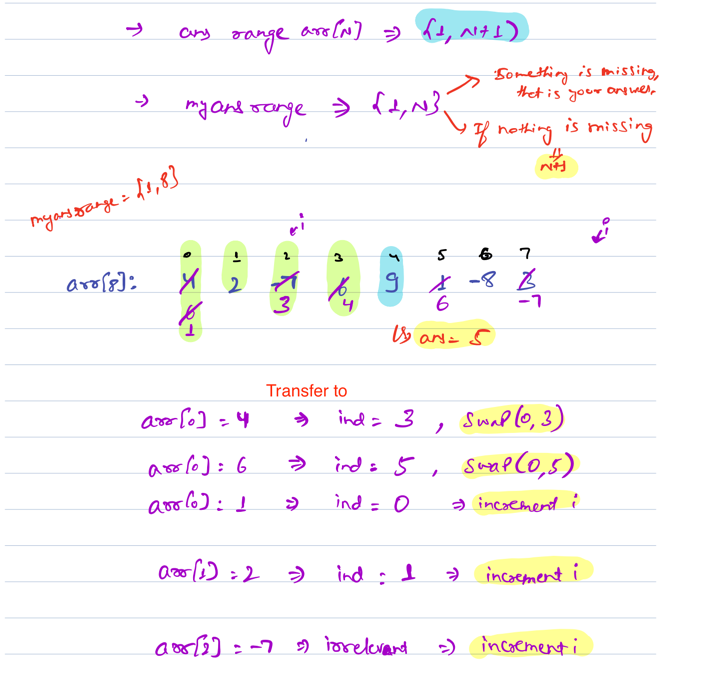 → ans range arr[N] ⇒ {1, N+1)
→ my ans range ⇒ {1, N}
Something is missing,
that is your answer.
If nothing is missing
⇓
N+1
my ans range = {1, 8}
i
i
0 1 2 3 4 5 6 7
arr[8]: 4 2 -7 6 9 1 -8 3
6 3 4 6 -7
1
↳ ans = 5
Transfer to
arr[0] = 4 ⇒ ind = 3 , swap(0, 3)
arr[0] : 6 ⇒ ind : 5 , swap(0, 5)
arr[0] : 1 ⇒ ind = 0 ⇒ increment i
arr[1] : 2 ⇒ ind : 1 ⇒ increment i
arr[2] = -7 ⇒ irrelevant ⇒ increment i